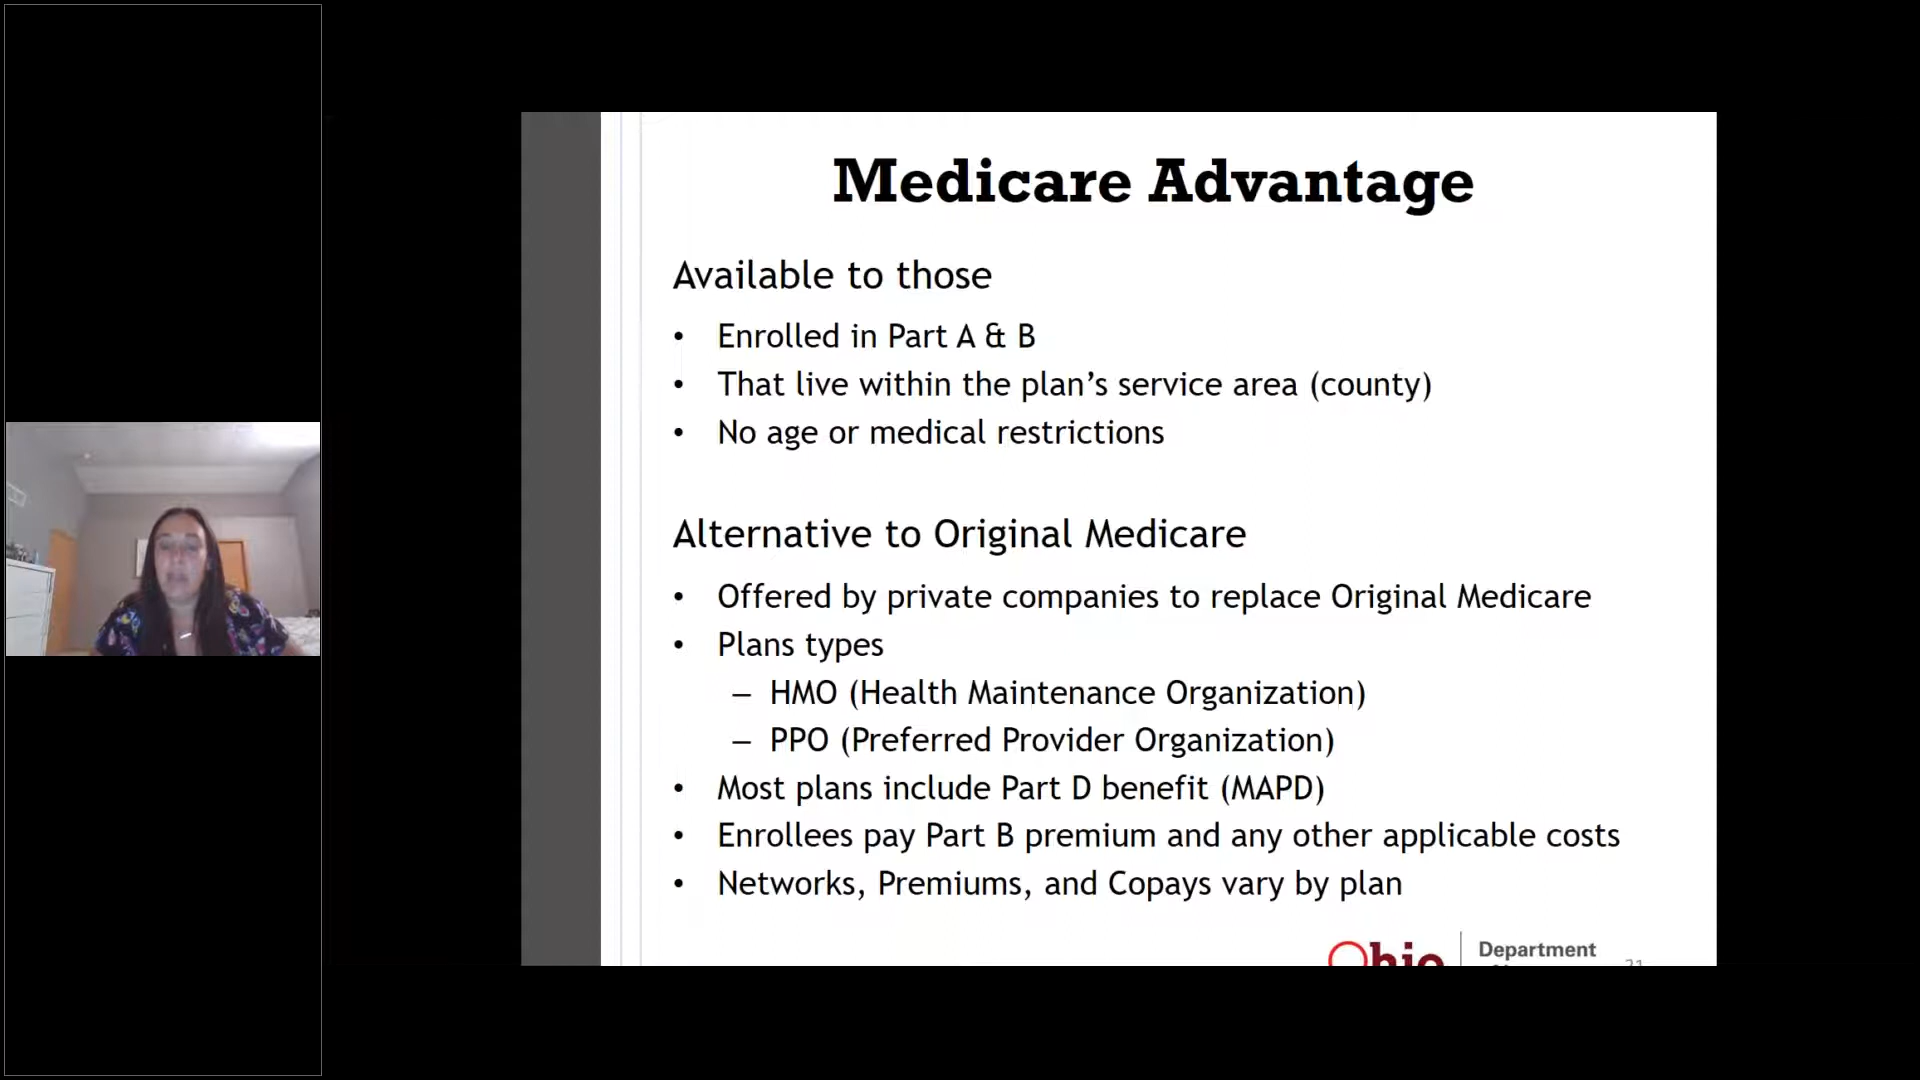 Medicare Advantage
Available to those
• Enrolled in Part A & B
• That live within the plan’s service area (county)
• No age or medical restrictions
Alternative to Original Medicare
• Offered by private companies to replace Original Medicare
• Plans types
– HMO (Health Maintenance Organization)
– PPO (Preferred Provider Organization)
• Most plans include Part D benefit (MAPD)
• Enrollees pay Part B premium and any other applicable costs
• Networks, Premiums, and Copays vary by plan
Ohio
Department